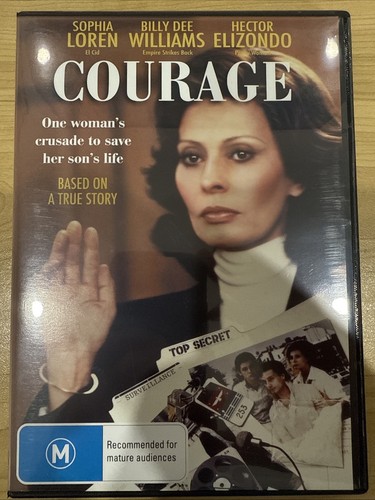 SOPHIA BILLY DEE HECTOR
LOREN WILLIAMS ELIZONDO
El Cid Empire Strikes Back
COURAGE
One woman's
crusade to save
her son's life
BASED ON
A TRUE STORY
TOP SECRET
SURVEILLANCE
253
M
Recommended for
mature audiences